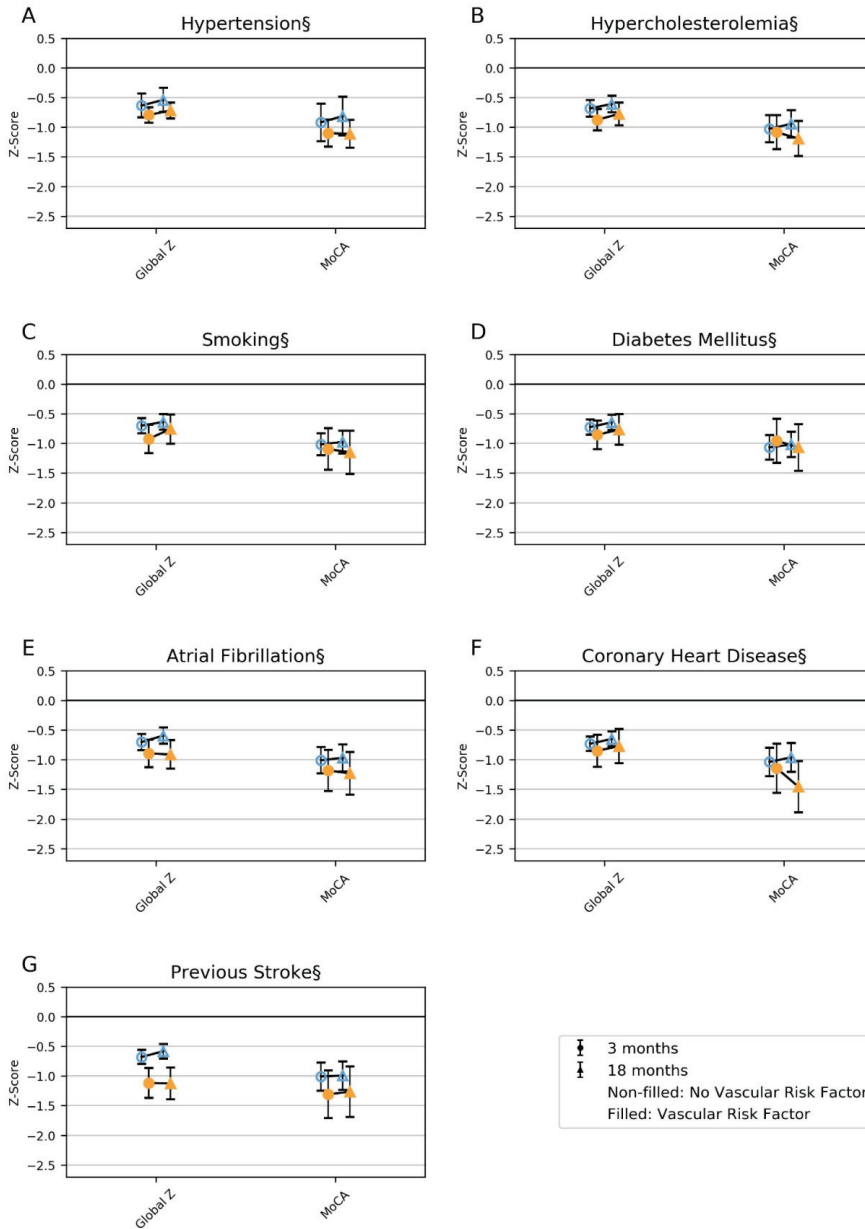 A
Hypertension§
0.5
0.0
−0.5
−1.0
−1.5
−2.0
−2.5
Z-Score
Global Z
MoCA
B
Hypercholesterolemia§
0.5
0.0
−0.5
−1.0
−1.5
−2.0
−2.5
Z-Score
Global Z
MoCA
C
Smoking§
0.5
0.0
−0.5
−1.0
−1.5
−2.0
−2.5
Z-Score
Global Z
MoCA
D
Diabetes Mellitus§
0.5
0.0
−0.5
−1.0
−1.5
−2.0
−2.5
Z-Score
Global Z
MoCA
E
Atrial Fibrillation§
0.5
0.0
−0.5
−1.0
−1.5
−2.0
−2.5
Z-Score
Global Z
MoCA
F
Coronary Heart Disease§
0.5
0.0
−0.5
−1.0
−1.5
−2.0
−2.5
Z-Score
Global Z
MoCA
G
Previous Stroke§
0.5
0.0
−0.5
−1.0
−1.5
−2.0
−2.5
Z-Score
Global Z
MoCA
3 months
18 months
Non-filled: No Vascular Risk Factor
Filled: Vascular Risk Factor